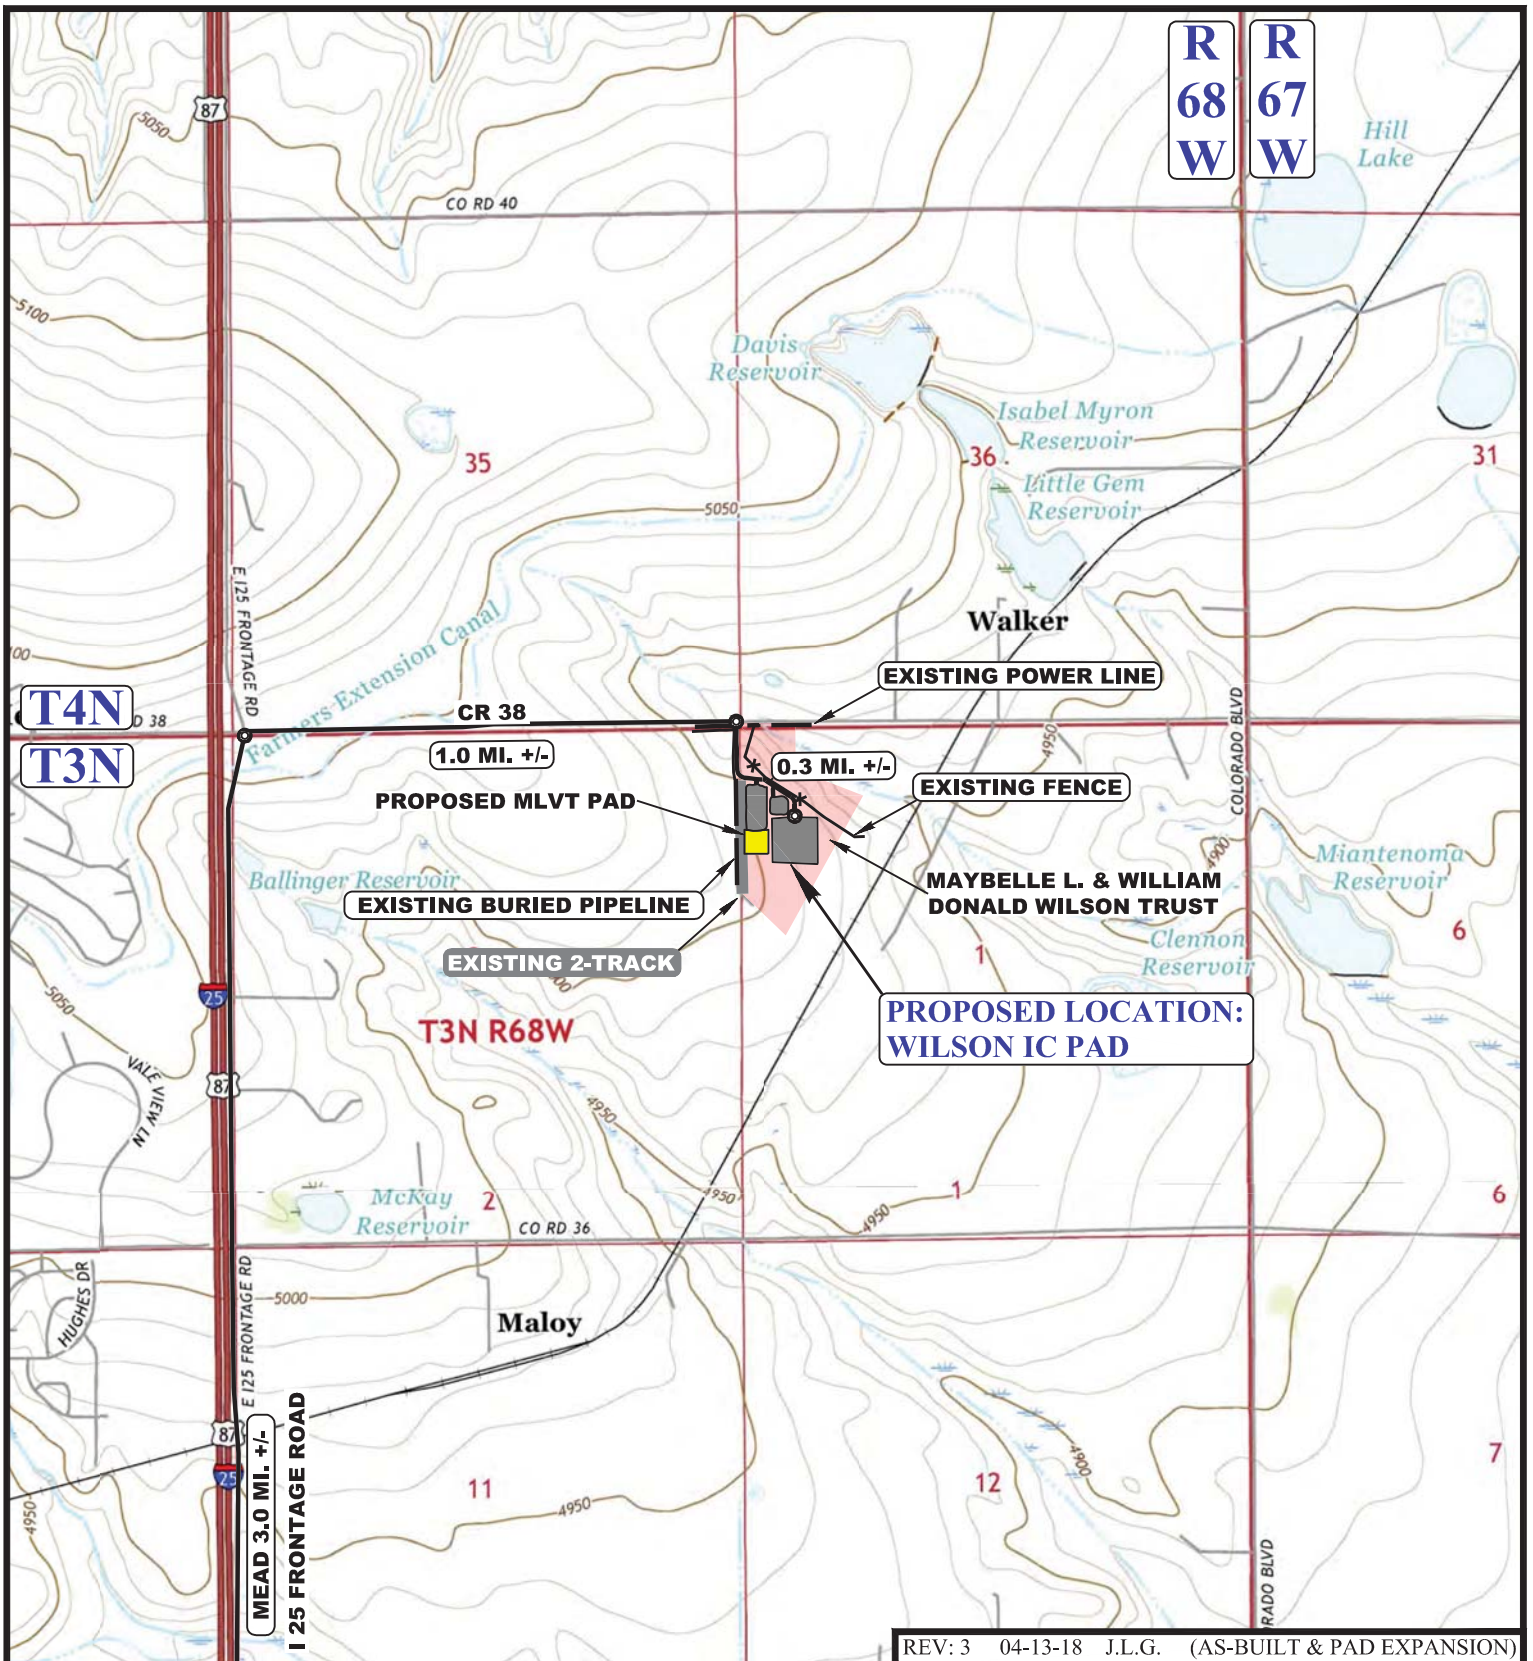 R
68
W
R
67
W
87
5050
Hill
Lake
CO RD 40
5100
Davis
Reservoir
Isabel Myron
Reservoir
35
36
31
Little Gem
Reservoir
5050
E I25 FRONTAGE RD
Farmers Extension Canal
Walker
EXISTING POWER LINE
T4N
D 38
CR 38
T3N
1.0 MI. +/-
0.3 MI. +/-
4950
COLORADO BLVD
EXISTING FENCE
PROPOSED MLVT PAD
4900
Miantenoma
Reservoir
Ballinger Reservoir
EXISTING BURIED PIPELINE
MAYBELLE L. & WILLIAM
DONALD WILSON TRUST
6
Clennon
Reservoir
1
EXISTING 2-TRACK
25
5050
T3N R68W
PROPOSED LOCATION:
WILSON IC PAD
VALE VIEW LN
87
4950
McKay
Reservoir
2
4950
4950
1
6
CO RD 36
E I25 FRONTAGE RD
HUGHES DR
5000
Maloy
87
25
MEAD 3.0 MI. +/-
I 25 FRONTAGE ROAD
11
4950
4950
12
4900
7
RADO BLVD
REV: 3 04-13-18 J.L.G. (AS-BUILT & PAD EXPANSION)